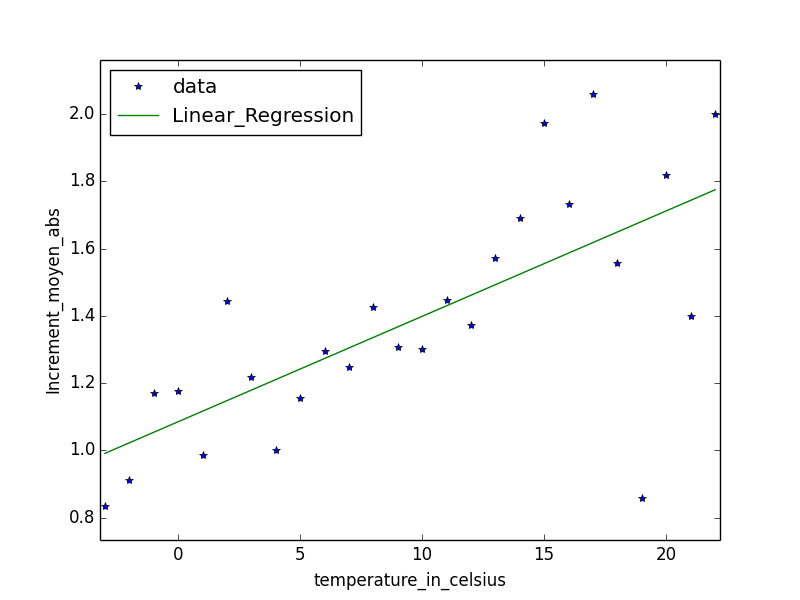 data
Linear_Regression
2.0
1.8
1.6
1.4
1.2
1.0
0.8
Increment_moyen_abs
0 5 10 15 20
temperature_in_celsius